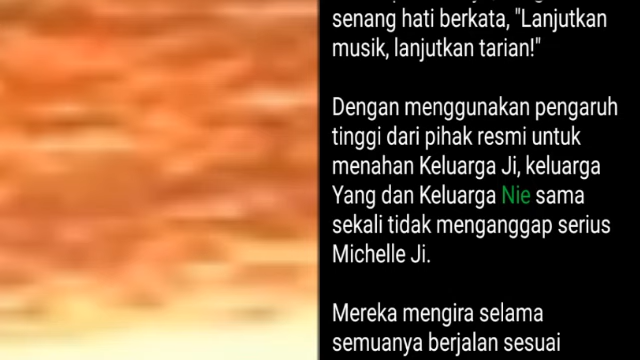 senang hati berkata, "Lanjutkan
musik, lanjutkan tarian!"
Dengan menggunakan pengaruh
tinggi dari pihak resmi untuk
menahan Keluarga Ji, keluarga
Yang dan Keluarga Nie sama
sekali tidak menganggap serius
Michelle Ji.
Mereka mengira selama
semuanya berjalan sesuai